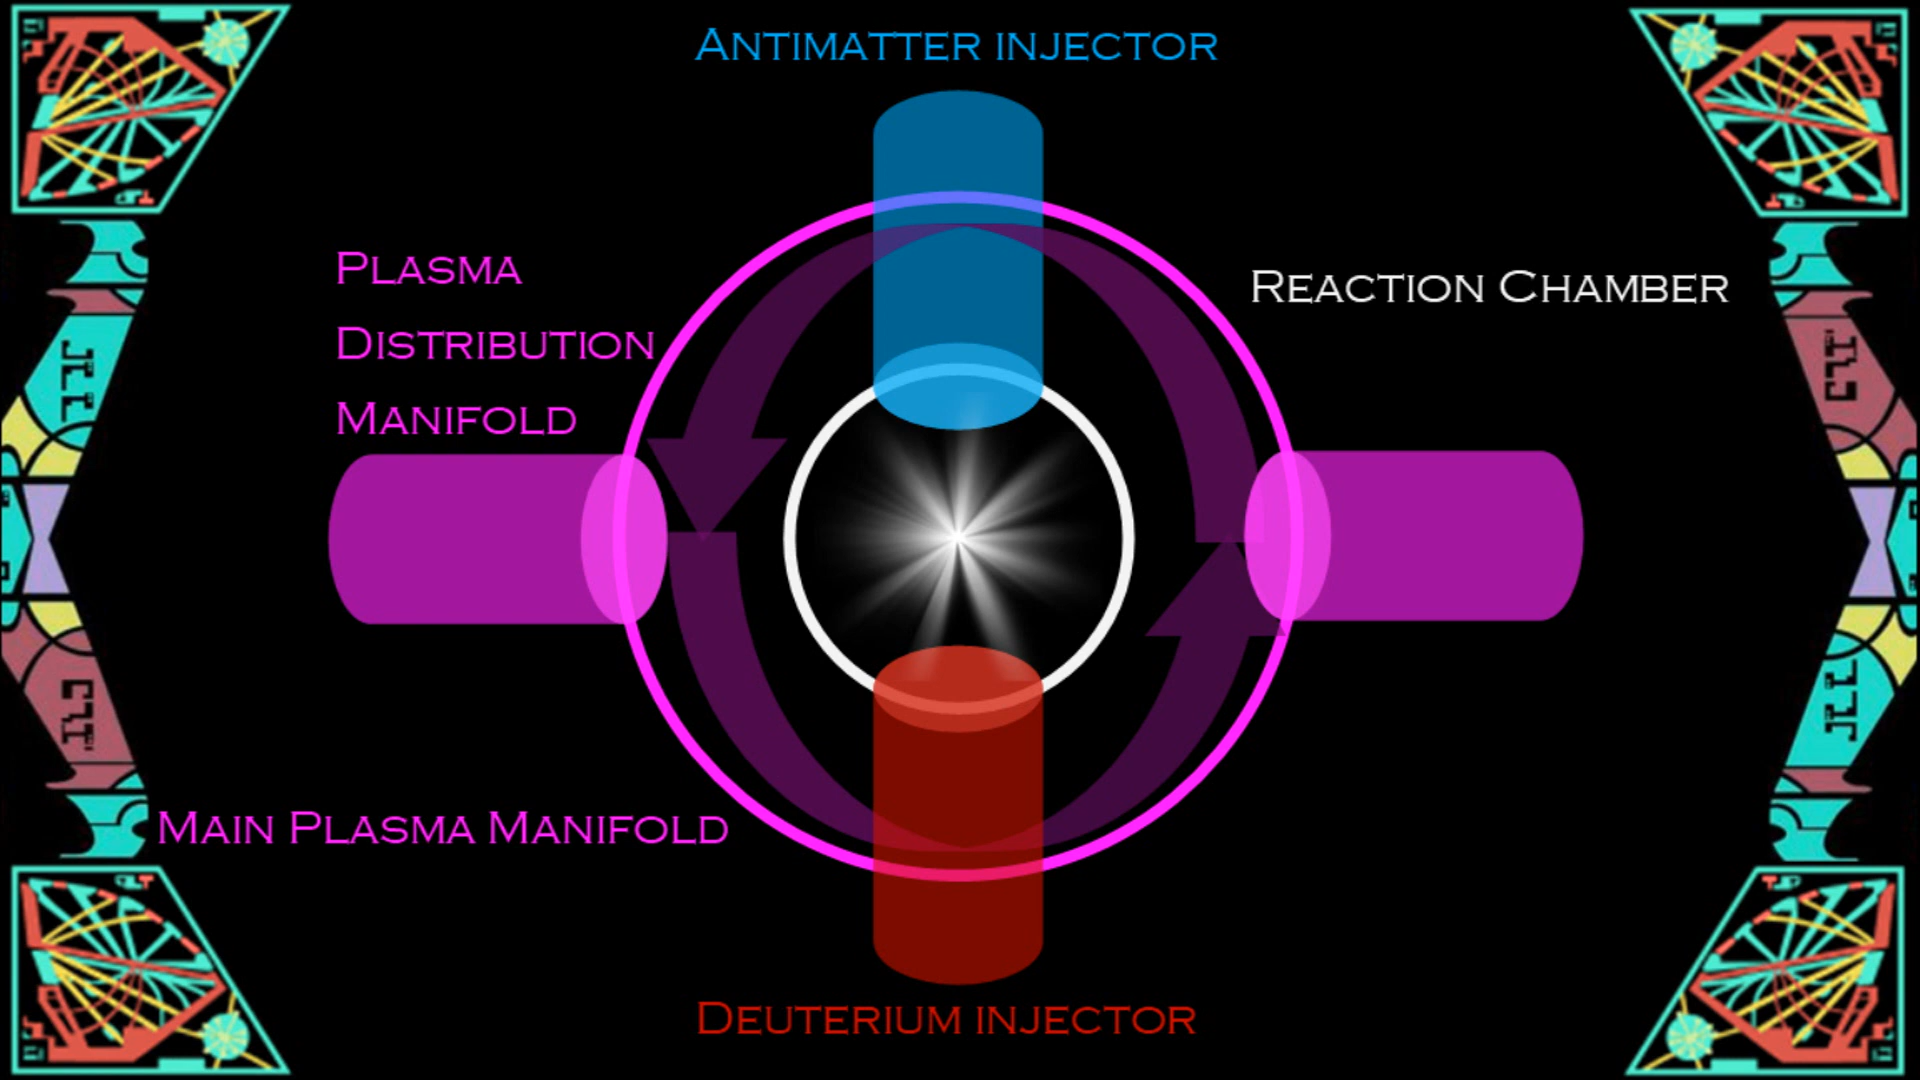 Antimatter injector
Plasma
Distribution
Manifold
Reaction Chamber
Main Plasma Manifold
Deuterium injector